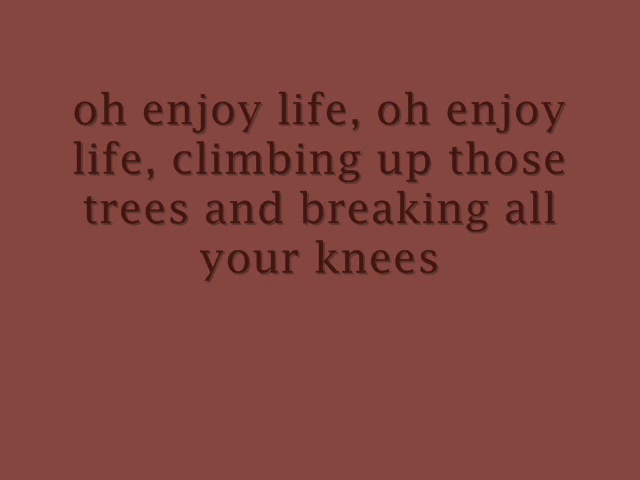 oh enjoy life, oh enjoy
life, climbing up those
trees and breaking all
your knees